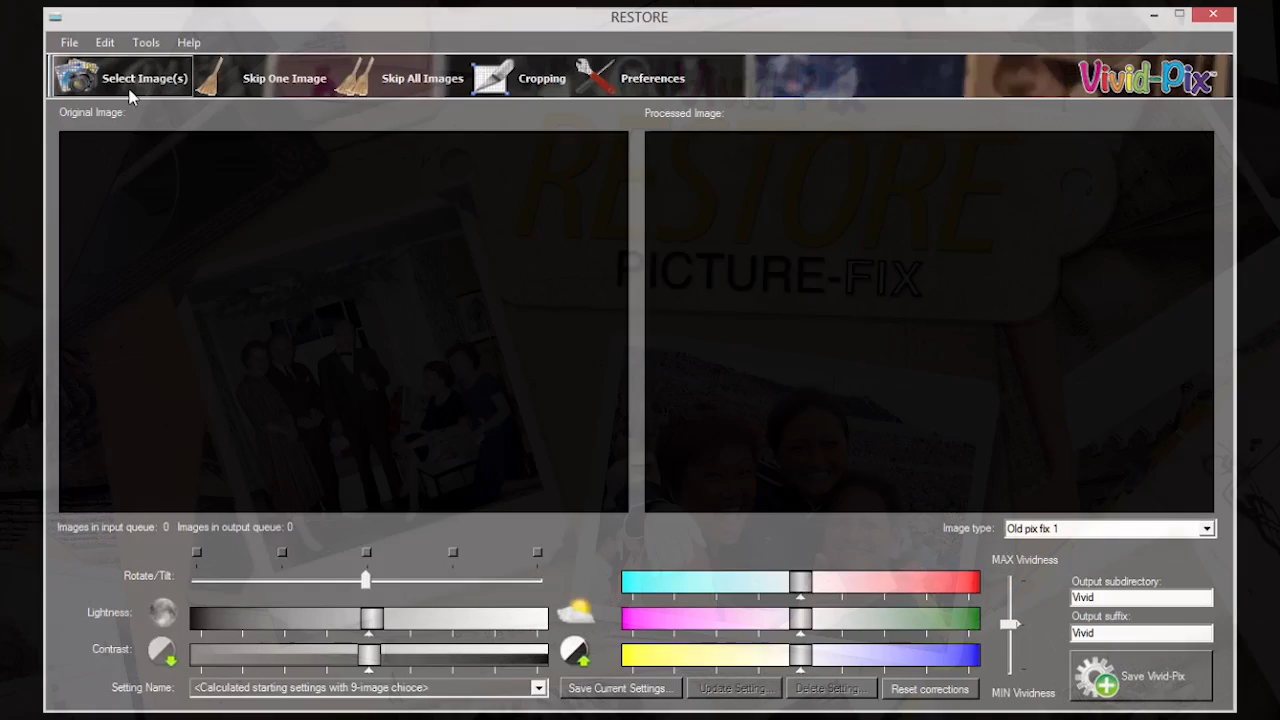 RESTORE
File Edit Tools Help
Select Image(s) Skip One Image Skip All Images Cropping Preferences Vivid-Pix
Original Image: Processed Image:
RESTORE
PICTURE-FIX
Images in input queue: 0 Images in output queue: 0 Image type: Old pix fix 1
MAX Vividness
Rotate/Tilt: Output subdirectory:
Vivid
Lightness: Output suffix:
Vivid
Contrast:
Save Vivid-Pix
Setting Name: <Calculated starting settings with 9-image chioce> Save Current Settings... Update Setting... Delete Setting... Reset corrections MIN Vividness